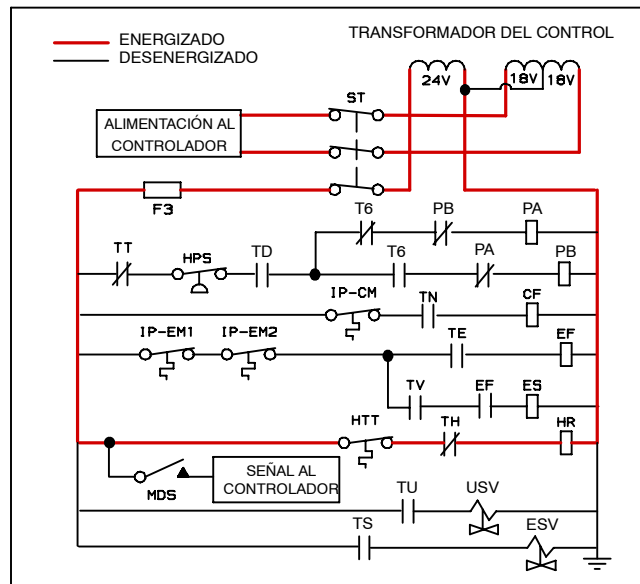 TRANSFORMADOR DEL CONTROL
ENERGIZADO
DESENERGIZADO
24V
18V
18V
ST
ALIMENTACIÓN AL
CONTROLADOR
F3
T6
PB
PA
TT
HPS
TD
T6
PA
PB
IP-CM
TN
CF
IP-EM1
IP-EM2
TE
EF
TV
EF
ES
HTT
TH
HR
MDS
SEÑAL AL
CONTROLADOR
TU
USV
TS
ESV